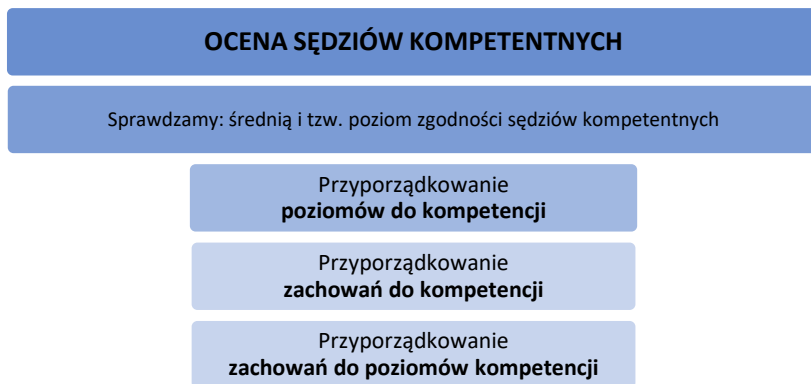 OCENA SĘDZIÓW KOMPETENTNYCH
Sprawdzamy: średnią i tzw. poziom zgodności sędziów kompetentnych
Przyporządkowanie
poziomów do kompetencji
Przyporządkowanie
zachowań do kompetencji
Przyporządkowanie
zachowań do poziomów kompetencji